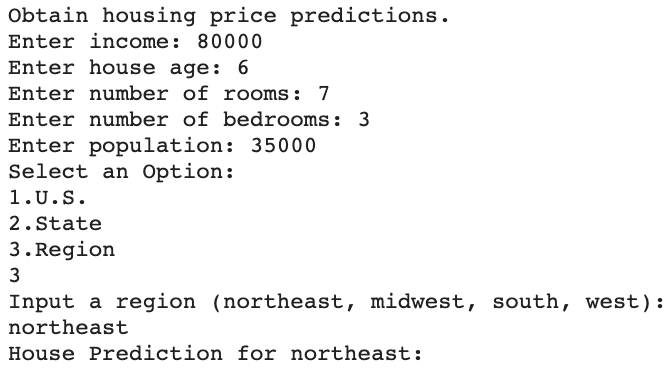 Obtain housing price predictions.
Enter income: 80000
Enter house age: 6
Enter number of rooms: 7
Enter number of bedrooms: 3
Enter population: 35000
Select an Option:
1.U.S.
2.State
3.Region
3
Input a region (northeast, midwest, south, west):
northeast
House Prediction for northeast: